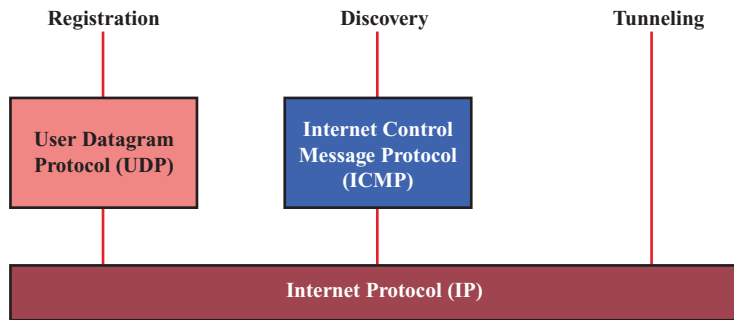 Registration
Discovery
Tunneling
User Datagram
Protocol (UDP)
Internet Control
Message Protocol
(ICMP)
Internet Protocol (IP)